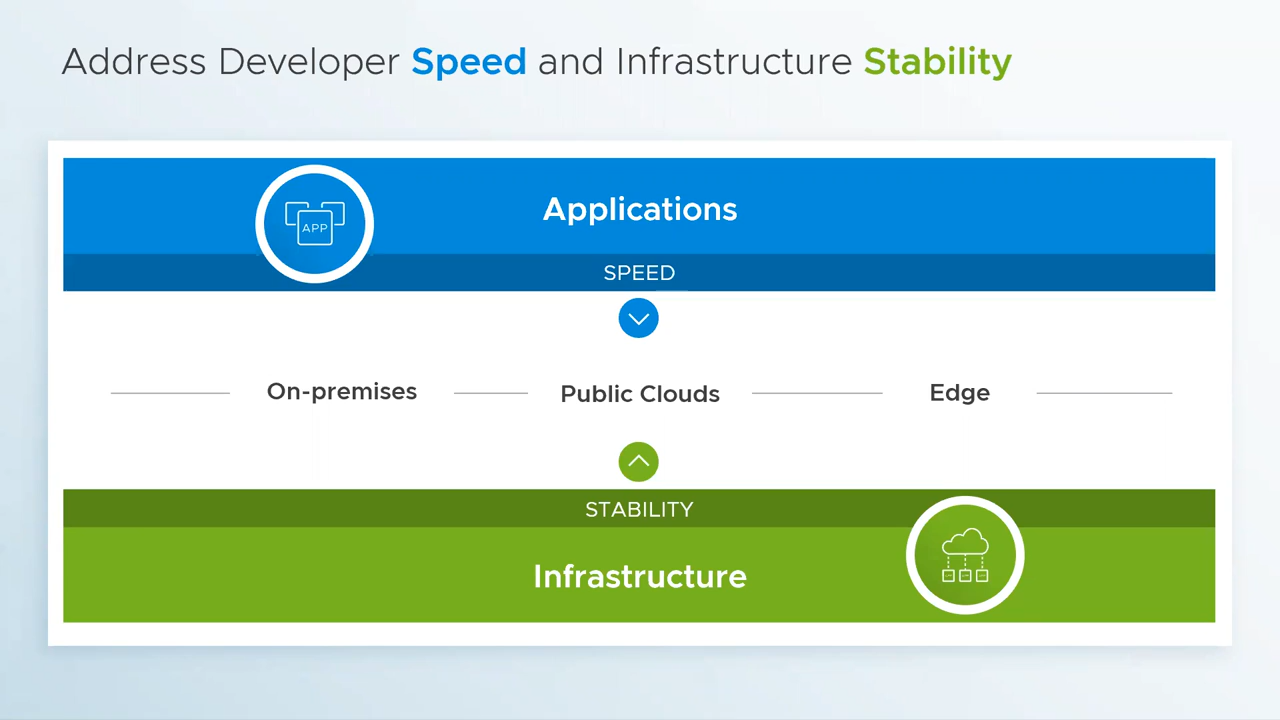 Address Developer Speed and Infrastructure Stability
Applications
APP
SPEED
On-premises
Public Clouds
Edge
STABILITY
Infrastructure